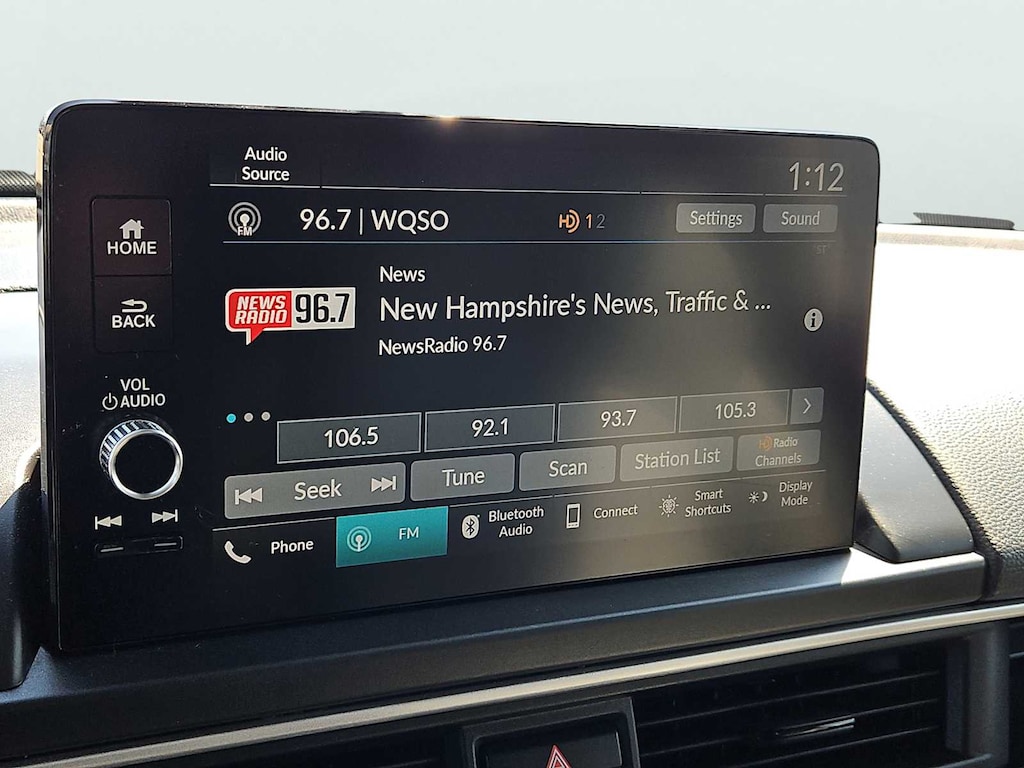 Audio
Source
1:12
HOME
FM
96.7 | WQSO
HD 1 2
Settings
Sound
BACK
NEWS
RADIO 96.7
News
New Hampshire's News, Traffic & ...
NewsRadio 96.7
i
VOL
AUDIO
106.5
92.1
93.7
105.3
Seek
Tune
Scan
Station List
HD Radio
Channels
Phone
FM
Bluetooth
Audio
Connect
Smart
Shortcuts
Display
Mode